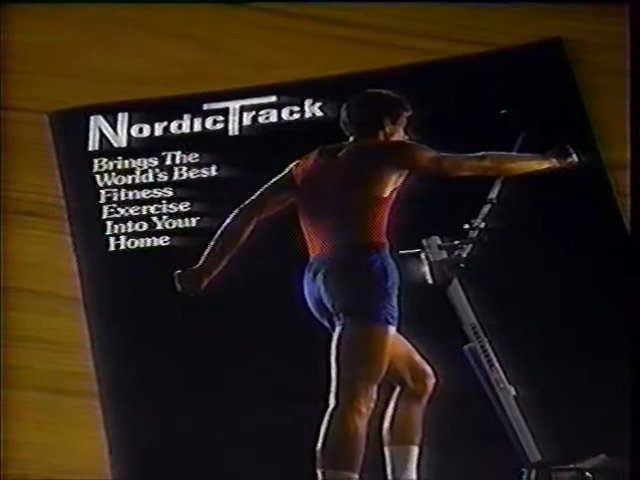 NordicTrack
Brings The
World's Best
Fitness
Exercise
Into Your
Home